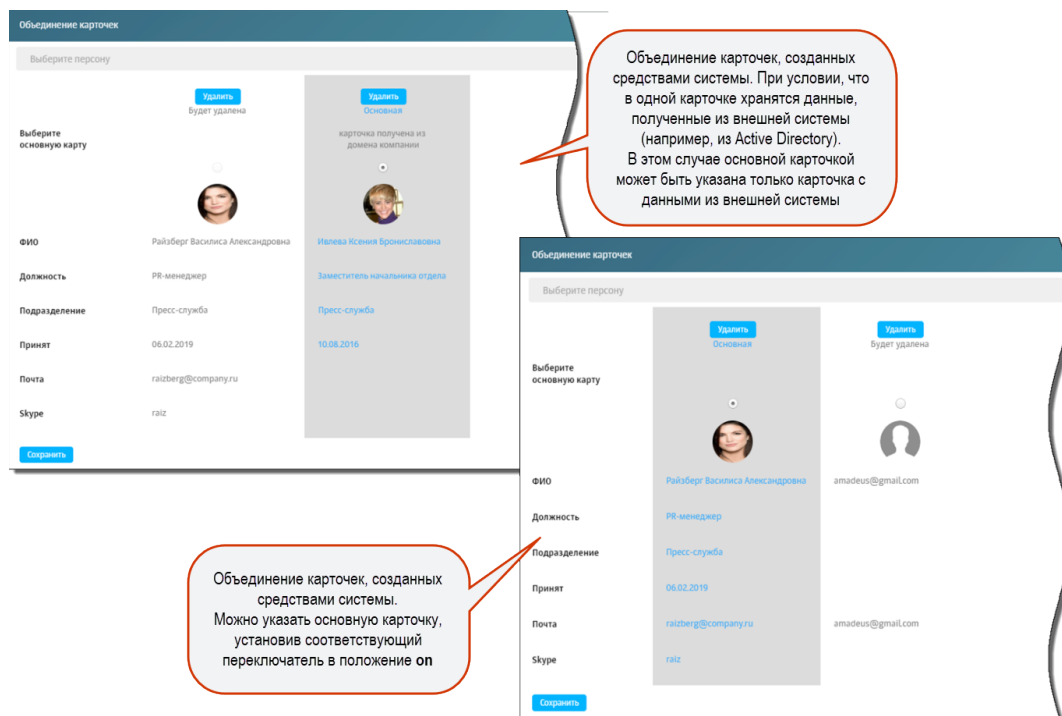 Объединение карточек
Выберите персону
Удалить Удалить
Будет удалена Основная
Выберите
основную карту
карточка получена из
домена компании
ФИО Райзберг Василиса Александровна Ивлева Ксения Брониславовна
Должность PR-менеджер Заместитель начальника отдела
Подразделение Пресс-служба Пресс-служба
Принят 06.02.2019 10.08.2016
Почта raizberg@company.ru
Skype raiz
Сохранить
Объединение карточек, созданных
средствами системы. При условии, что
в одной карточке хранятся данные,
полученные из внешней системы
(например, из Active Directory).
В этом случае основной карточкой
может быть указана только карточка с
данными из внешней системы
Объединение карточек
Выберите персону
Удалить Удалить
Основная Будет удалена
Выберите
основную карту
ФИО Райзберг Василиса Александровна amadeus@gmail.com
Должность PR-менеджер
Подразделение Пресс-служба
Принят 06.02.2019
Почта raizberg@company.ru amadeus@gmail.com
Skype raiz
Сохранить
Объединение карточек, созданных
средствами системы.
Можно указать основную карточку,
установив соответствующий
переключатель в положение on